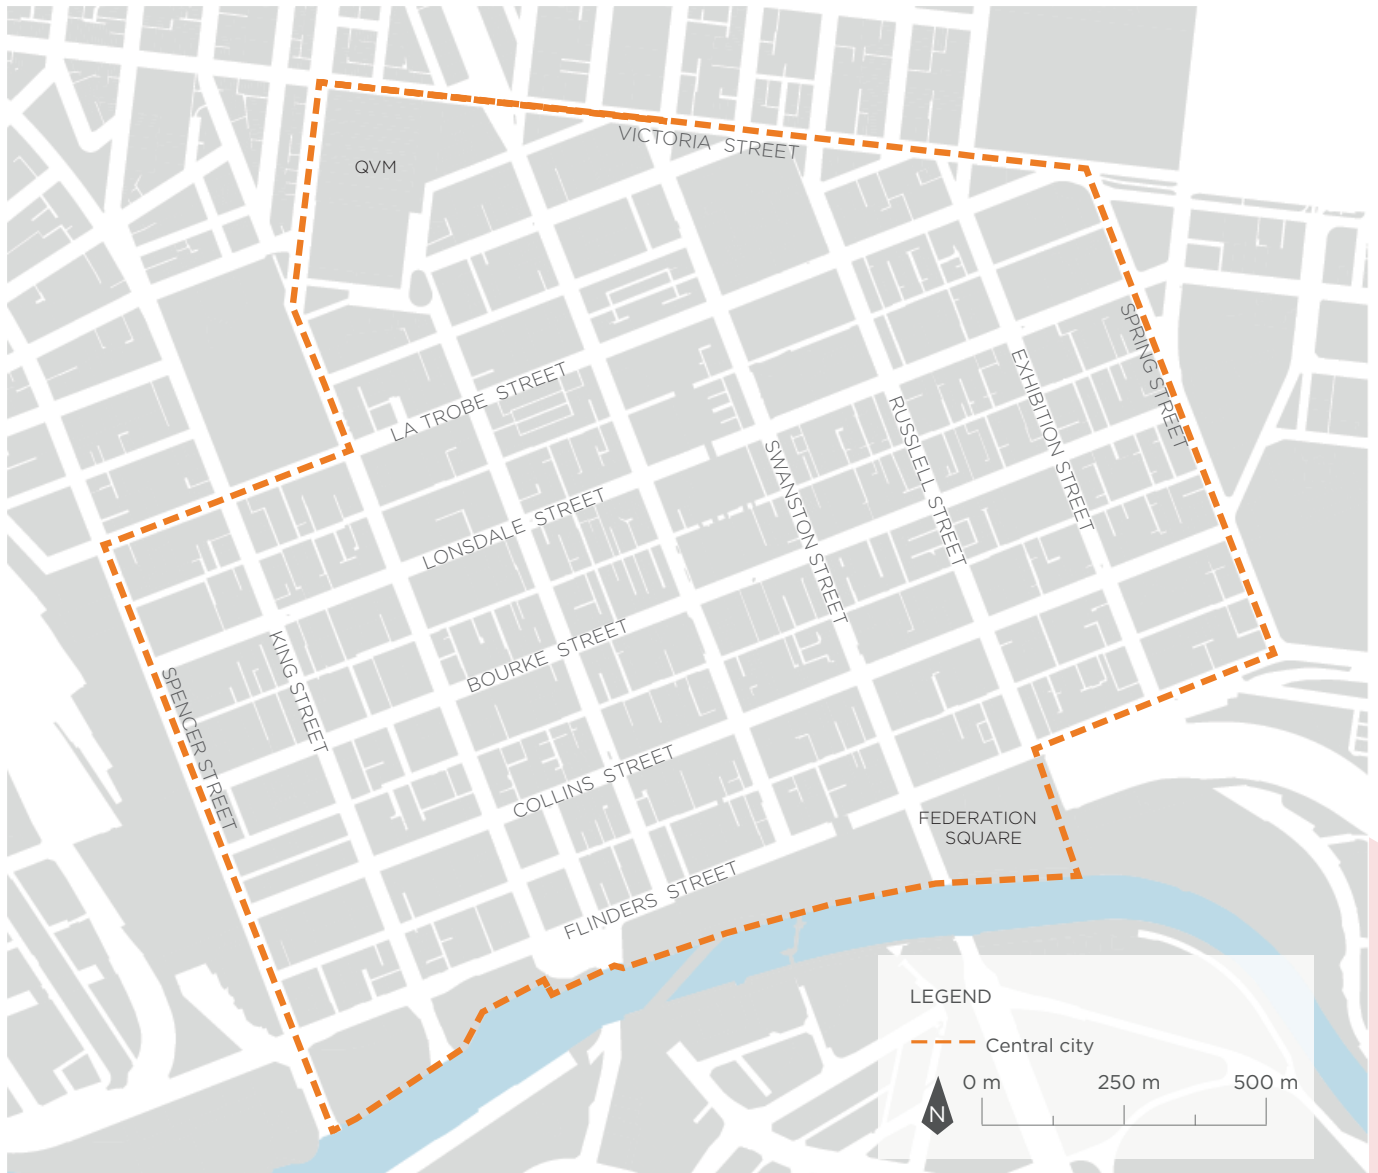 VICTORIA STREET
QVM
SPRING STREET
EXHIBITION STREET
LA TROBE STREET
RUSSLELL STREET
SWANSTON STREET
LONSDALE STREET
BOURKE STREET
KING STREET
SPENCER STREET
COLLINS STREET
FEDERATION
SQUARE
FLINDERS STREET
LEGEND
Central city
0 m 250 m 500 m
N